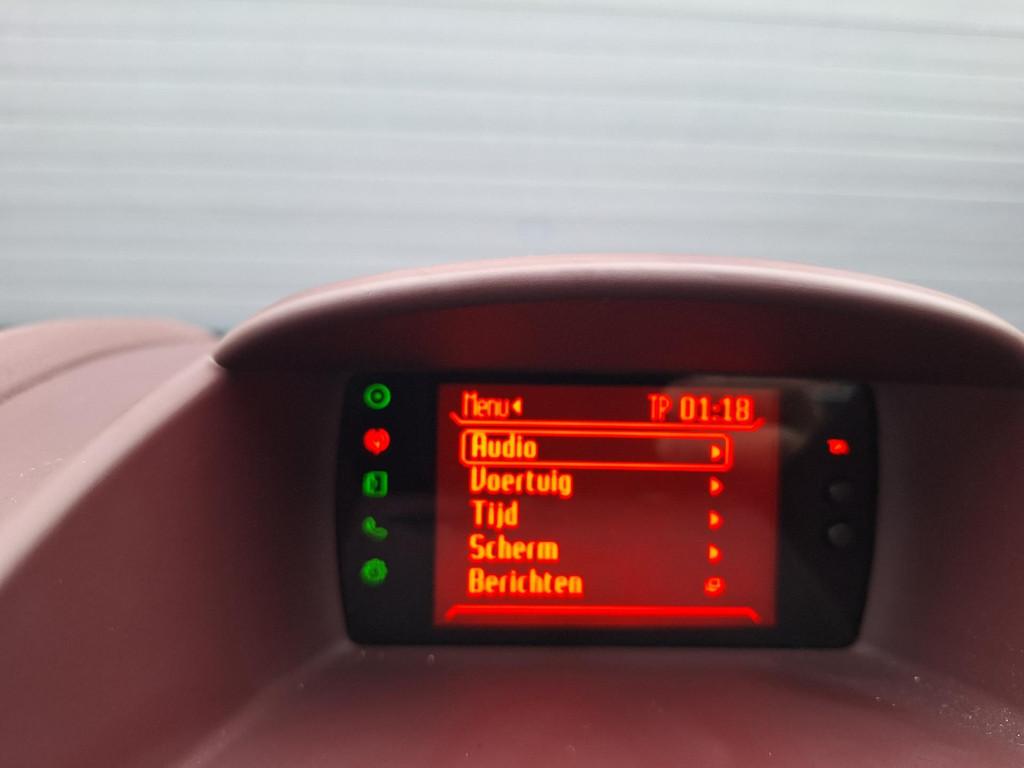 Menu
TP 01:18
Audio
Voertuig
Tijd
Scherm
Berichten